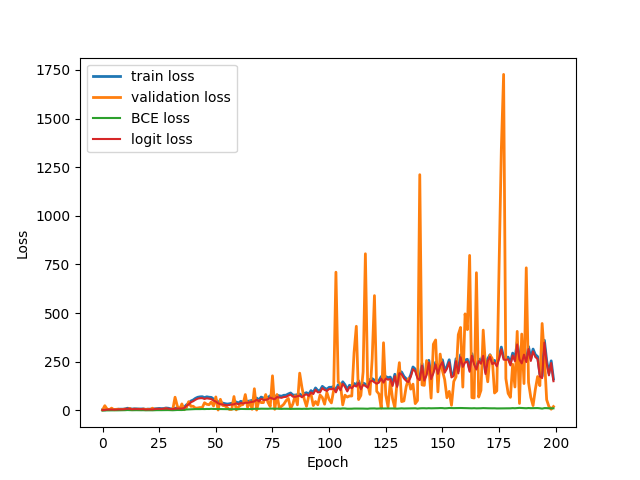 train loss
validation loss
BCE loss
logit loss
1750
1500
1250
1000
750
500
250
0
Loss
0 25 50 75 100 125 150 175 200
Epoch